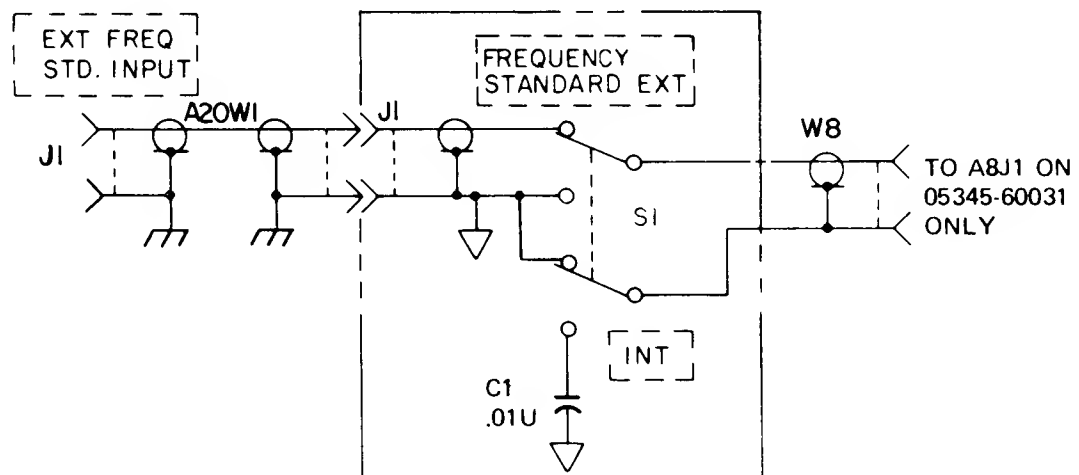 EXT FREQ
STD. INPUT
FREQUENCY
STANDARD EXT
A20W1
J1
J1
W8
TO A8J1 ON
05345-60031
ONLY
S1
INT
C1
.01U